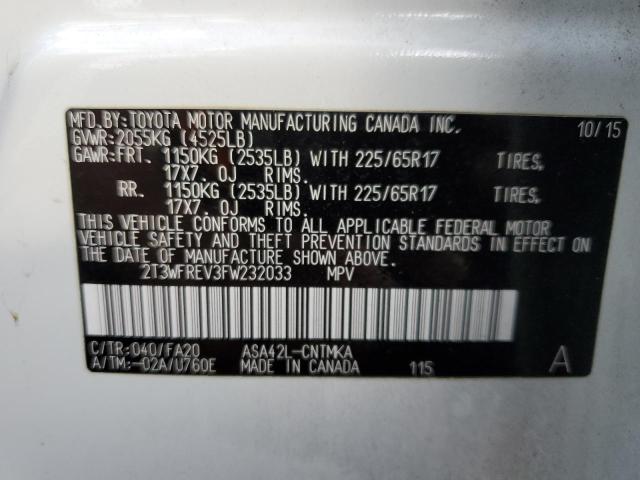 MFD.BY:TOYOTA MOTOR MANUFACTURING CANADA INC. 10/15
GVWR:2055KG (4525LB)
GAWR:FRT. 1150KG (2535LB) WITH 225/65R17 TIRES,
17X7.0J RIMS.
RR. 1150KG (2535LB) WITH 225/65R17 TIRES,
17X7.0J RIMS.
THIS VEHICLE CONFORMS TO ALL APPLICABLE FEDERAL MOTOR
VEHICLE SAFETY AND THEFT PREVENTION STANDARDS IN EFFECT ON
THE DATE OF MANUFACTURE SHOWN ABOVE.
2T3WFREV3FW232033 MPV
C/TR:040/FA20 ASA42L-CNTMKA
A/TM:-02A/U760E MADE IN CANADA 115 A